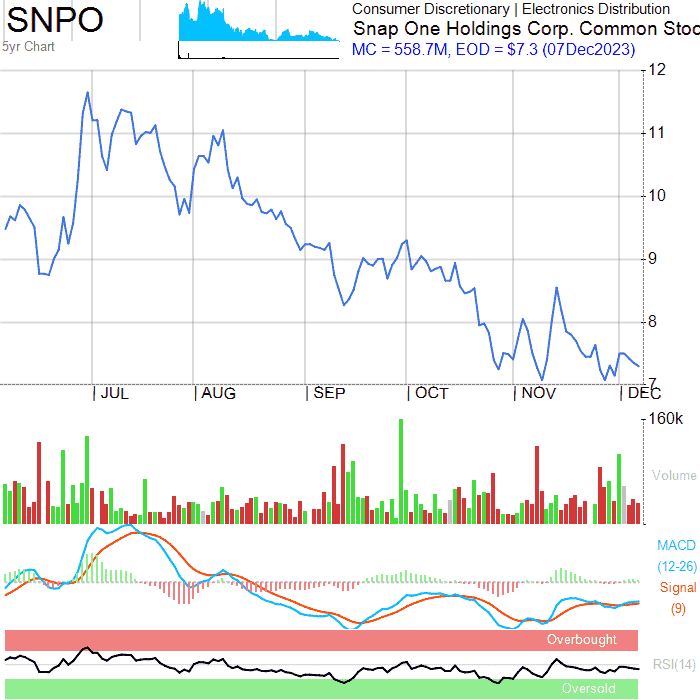 SNPO
5yr Chart
Consumer Discretionary | Electronics Distribution
Snap One Holdings Corp. Common Stoc
MC = 558.7M, EOD = $7.3 (07Dec2023)
12
11
10
9
8
7
| JUL | AUG | SEP | OCT | NOV | DEC
160k
Volume
MACD
(12-26)
Signal
(9)
Overbought
RSI(14)
Oversold